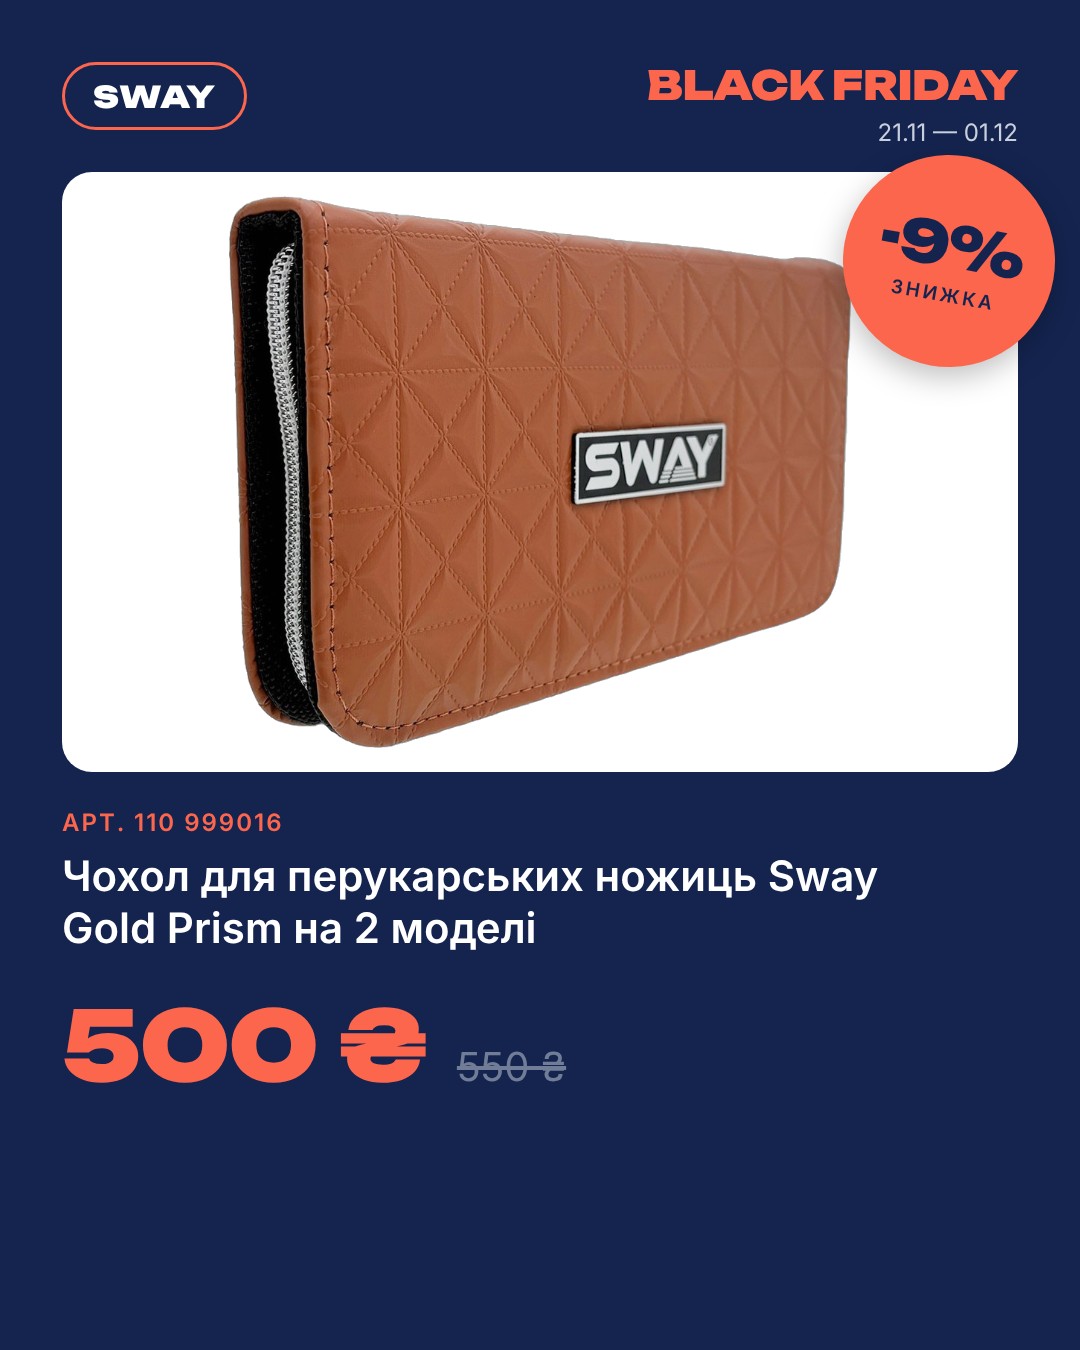 SWAY
BLACK FRIDAY
21.11 — 01.12
-9%
ЗНИЖКА
SWAY
АРТ. 110 999016
Чохол для перукарських ножиць Sway
Gold Prism на 2 моделі
500 ₴
550 ₴